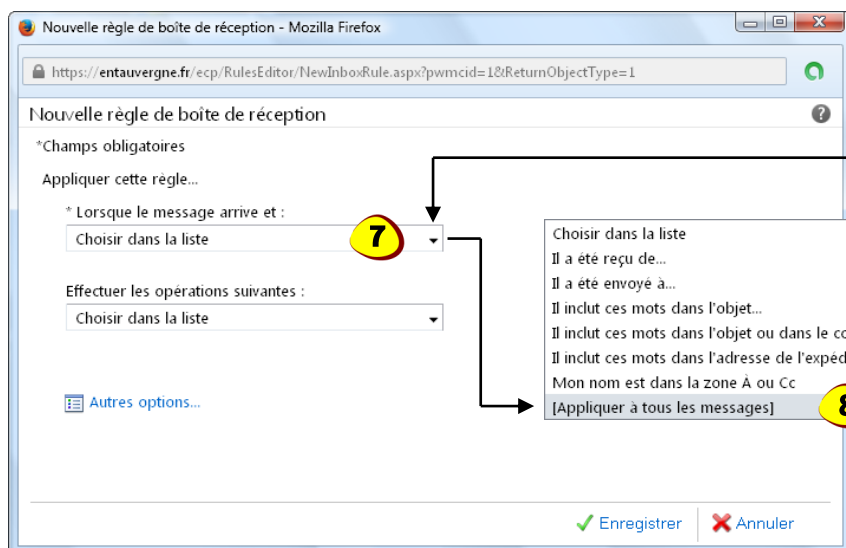 Nouvelle règle de boîte de réception - Mozilla Firefox
https://entauvergne.fr/ecp/RulesEditor/NewInboxRule.aspx?pwmcid=1&ReturnObjectType=1
Nouvelle règle de boîte de réception
*Champs obligatoires
Appliquer cette règle...
* Lorsque le message arrive et :
Choisir dans la liste
7
Effectuer les opérations suivantes :
Choisir dans la liste
Autres options...
Choisir dans la liste
Il a été reçu de...
Il a été envoyé à...
Il inclut ces mots dans l'objet...
Il inclut ces mots dans l'objet ou dans le
Il inclut ces mots dans l'adresse de
Mon nom est dans la zone À ou Cc
[Appliquer à tous les messages]
8
Enregistrer
Annuler